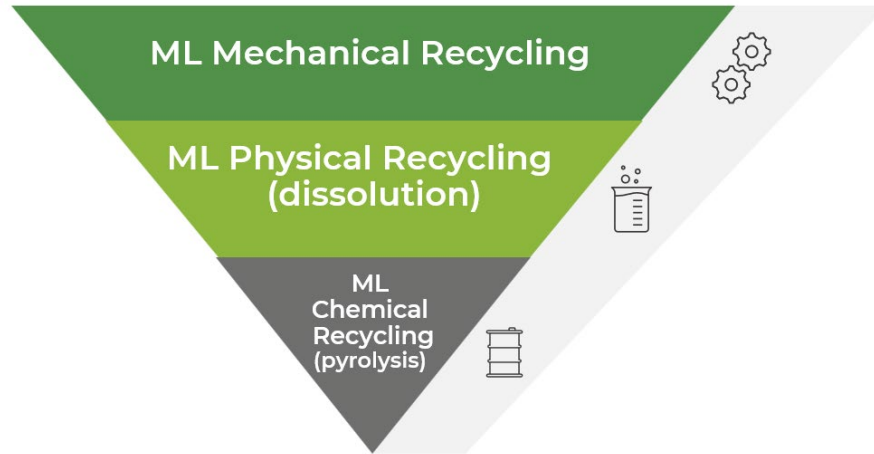 ML Mechanical Recycling
ML Physical Recycling
(dissolution)
ML
Chemical
Recycling
(pyrolysis)